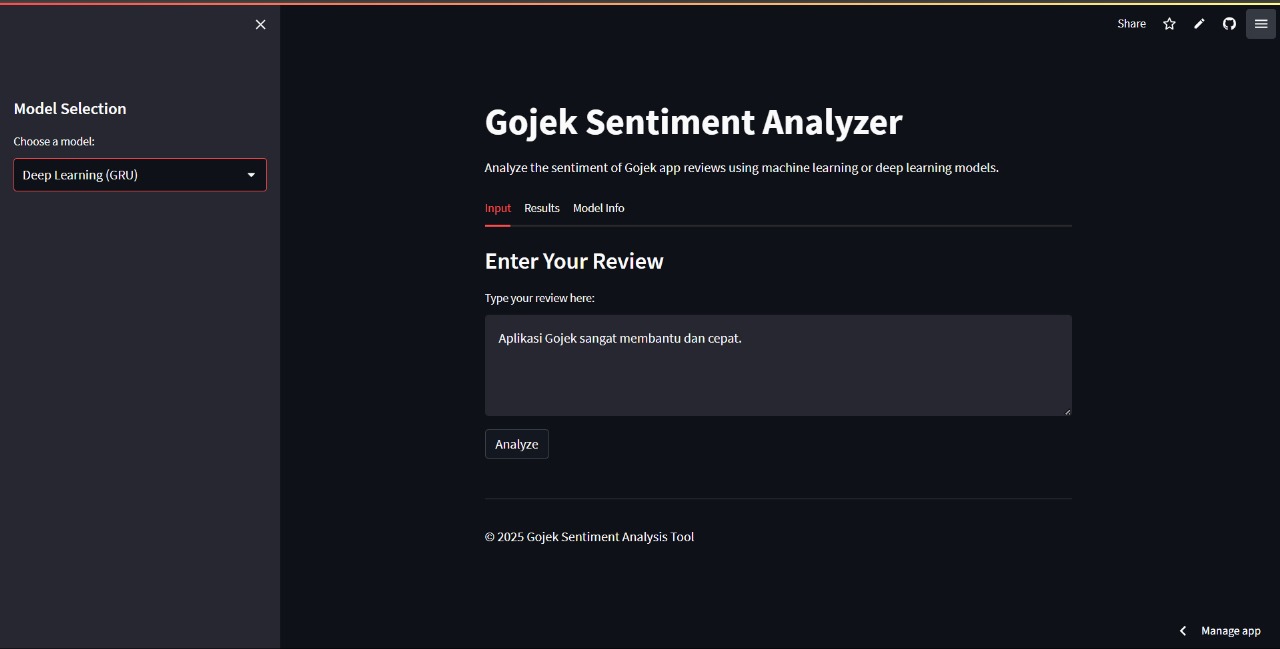 Share
Model Selection
Choose a model:
Deep Learning (GRU)
Gojek Sentiment Analyzer
Analyze the sentiment of Gojek app reviews using machine learning or deep learning models.
Input Results Model Info
Enter Your Review
Type your review here:
Aplikasi Gojek sangat membantu dan cepat.
Analyze
© 2025 Gojek Sentiment Analysis Tool
Manage app